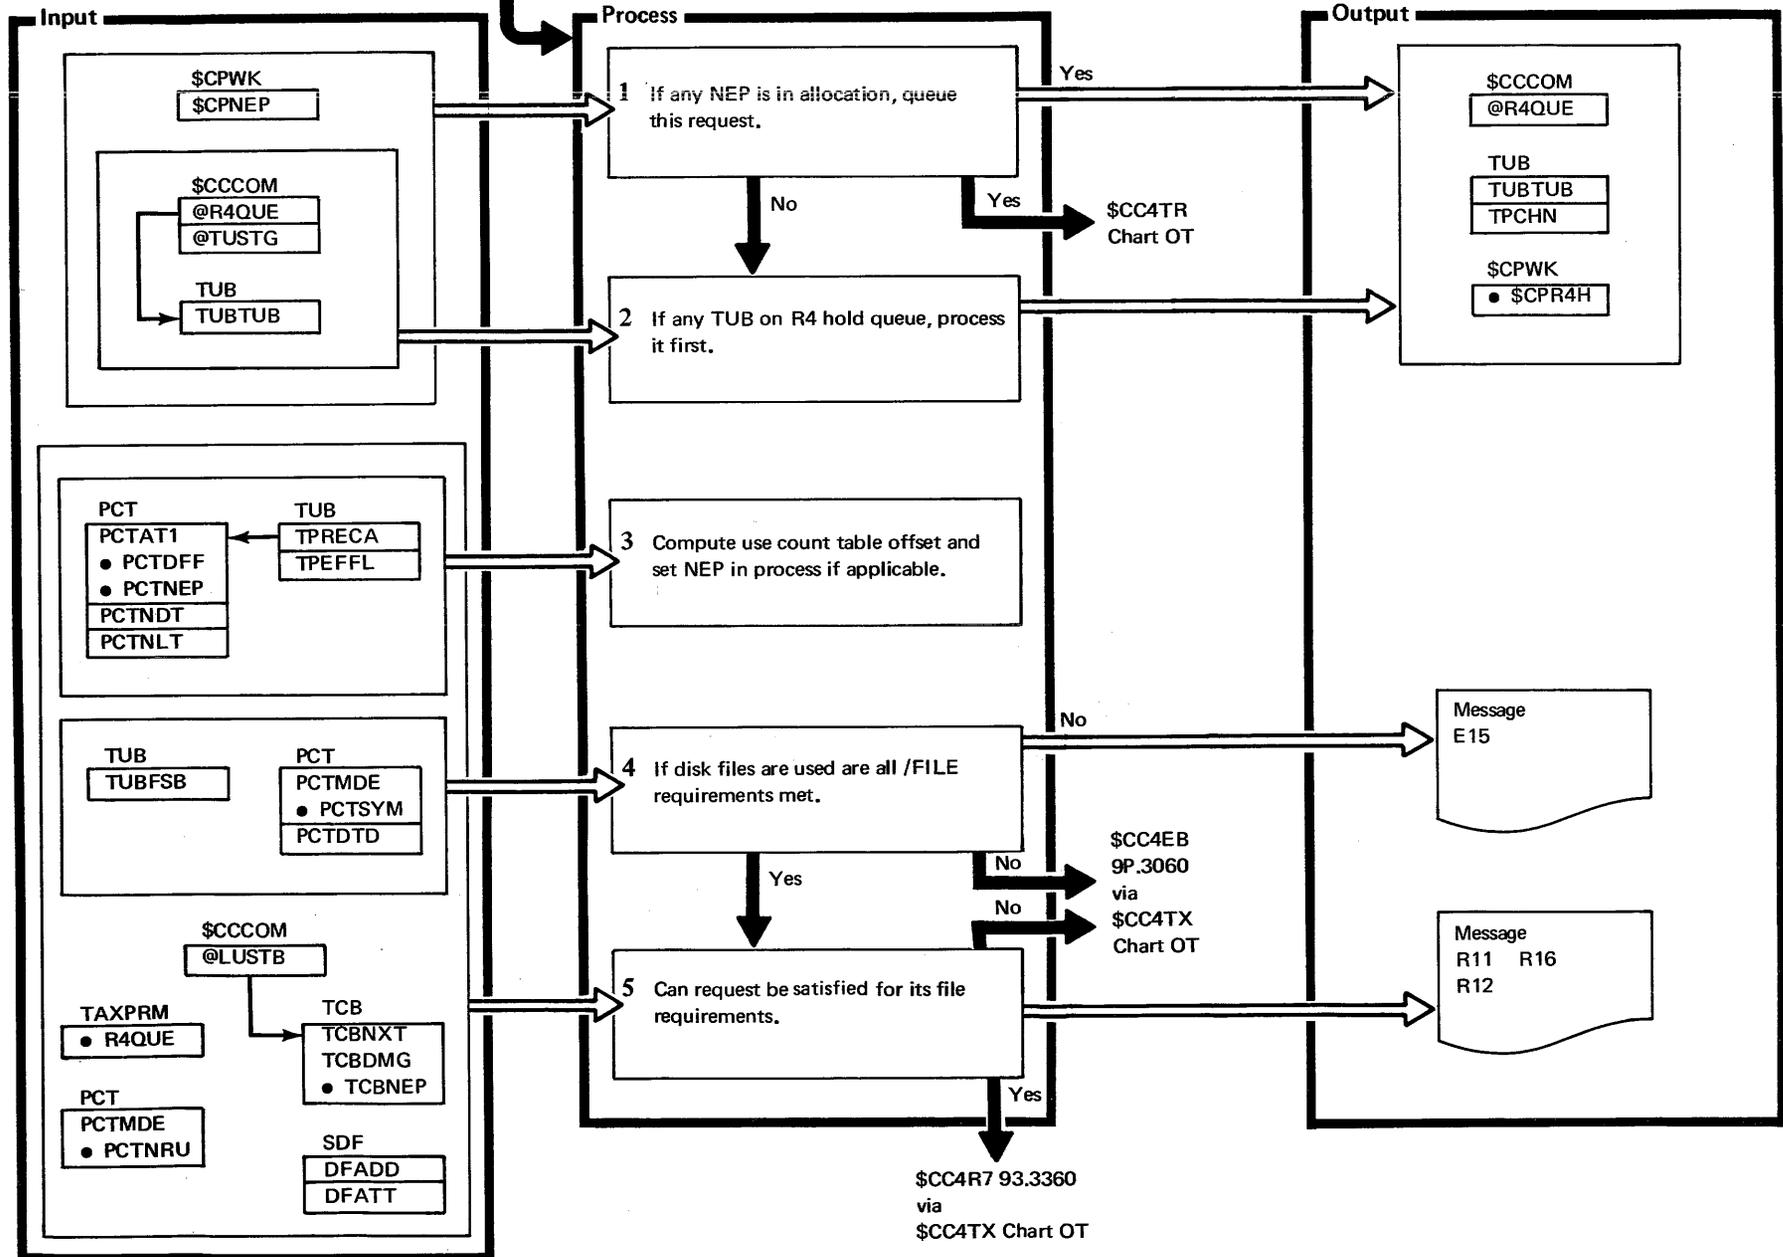 Input
$CPWK
$CPNEP
$CCCOM
@R4QUE
@TUSTG
TUB
TUBTUB
PCT
PCTAT1
● PCTDFF
● PCTNEP
PCTNDT
PCTNLT
TUB
TPRECA
TPEFFL
TUB
TUBFSB
PCT
PCTMDE
● PCTSYM
PCTDTD
$CCCOM
@LUSTB
TAXPRM
● R4QUE
TCB
TCBNXT
TCBDMG
● TCBNEP
PCT
PCTMDE
● PCTNRU
SDF
DFADD
DFATT
Process
1 If any NEP is in allocation, queue
this request.
Yes
No
Yes
$CC4TR
Chart OT
2 If any TUB on R4 hold queue, process
it first.
3 Compute use count table offset and
set NEP in process if applicable.
4 If disk files are used are all /FILE
requirements met.
No
Yes
No
$CC4EB
9P.3060
via
$CC4TX
Chart OT
No
5 Can request be satisfied for its file
requirements.
Yes
$CC4R7 93.3360
via
$CC4TX Chart OT
Output
$CCCOM
@R4QUE
TUB
TUBTUB
TPCHN
$CPWK
● $CPR4H
Message
E15
Message
R11 R16
R12